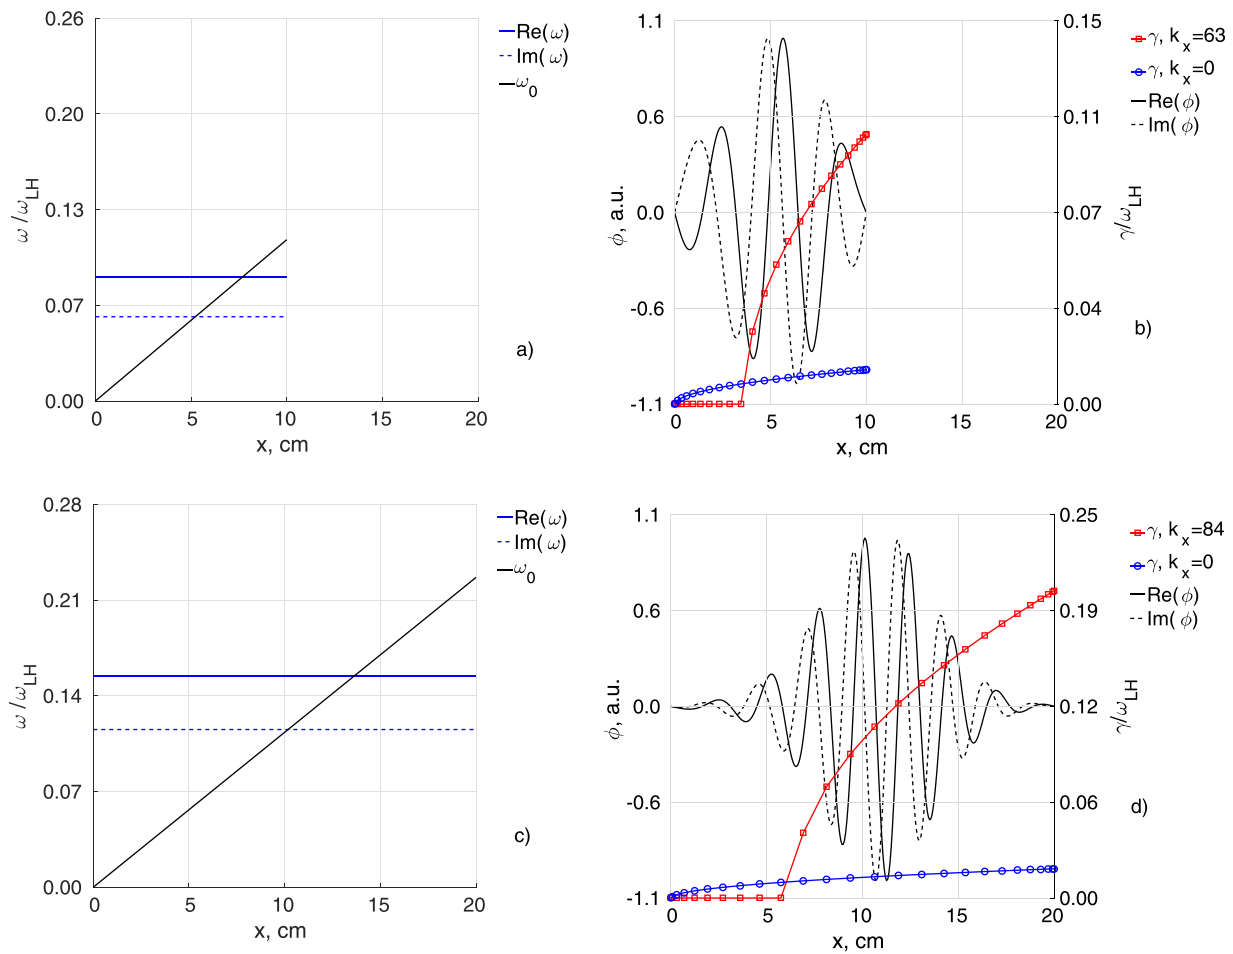 a)
0.26
0.20
0.13
0.07
0.00
ω/ω_LH
0 5 10 15 20
x, cm
Re(ω)
Im(ω)
ω_0
b)
1.1
0.6
0.0
-0.6
-1.1
ϕ, a.u.
0.15
0.11
0.07
0.04
0.00
γ/ω_LH
0 5 10 15 20
x, cm
γ, k_x=63
γ, k_x=0
Re(ϕ)
Im(ϕ)
c)
0.28
0.21
0.14
0.07
0.00
ω/ω_LH
0 5 10 15 20
x, cm
Re(ω)
Im(ω)
ω_0
d)
1.1
0.6
0.0
-0.6
-1.1
ϕ, a.u.
0.25
0.19
0.12
0.06
0.00
γ/ω_LH
0 5 10 15 20
x, cm
γ, k_x=84
γ, k_x=0
Re(ϕ)
Im(ϕ)